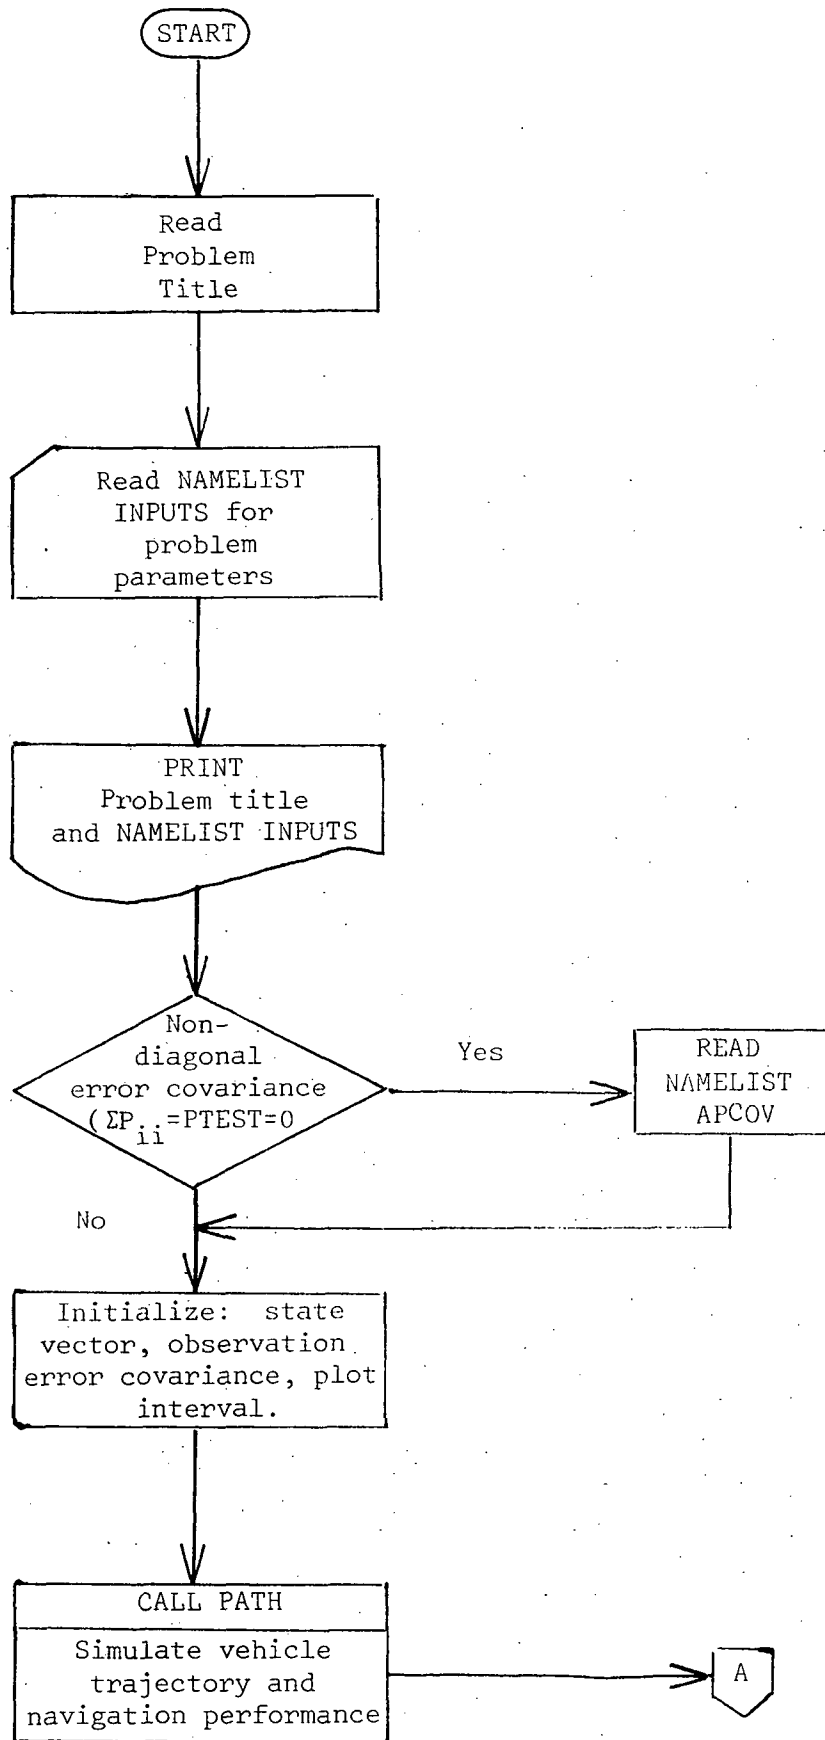 START
Read
Problem
Title
Read NAMELIST
INPUTS for
problem
parameters
PRINT
Problem title
and NAMELIST INPUTS
Non-
diagonal
error covariance
(ΣPii=PTEST=0
Yes
READ
NAMELIST
APCOV
No
Initialize: state
vector, observation
error covariance, plot
interval.
CALL PATH
Simulate vehicle
trajectory and
navigation performance
A